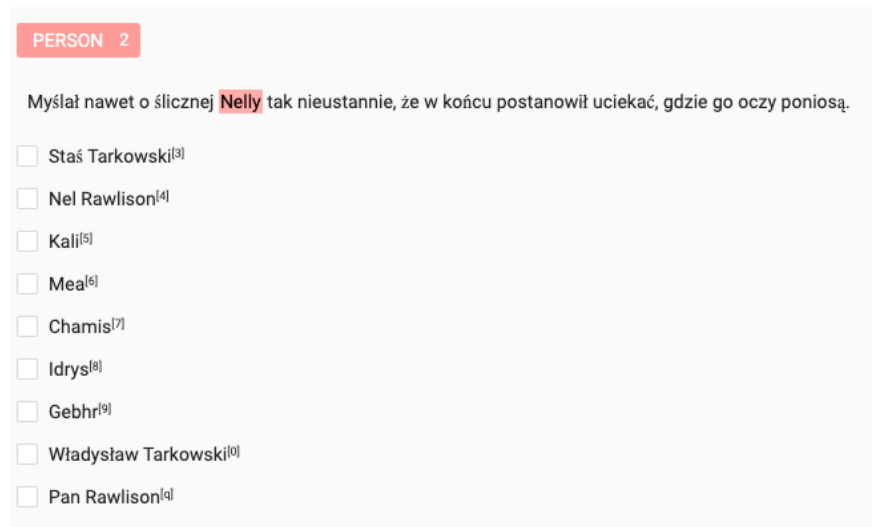 PERSON 2
Myślał nawet o ślicznej Nelly tak nieustannie, że w końcu postanowił uciekać, gdzie go oczy poniosą.
Staś Tarkowski[3]
Nel Rawlison[4]
Kali[5]
Mea[6]
Chamis[7]
Idrys[8]
Gebhr[9]
Władysław Tarkowski[0]
Pan Rawlison[q]